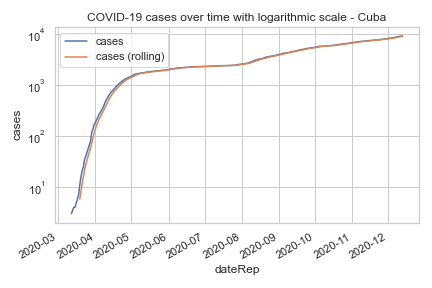 COVID-19 cases over time with logarithmic scale - Cuba
cases
cases (rolling)
10⁴
10³
10²
10¹
cases
2020-03
2020-04
2020-05
2020-06
2020-07
2020-08
2020-09
2020-10
2020-11
2020-12
dateRep